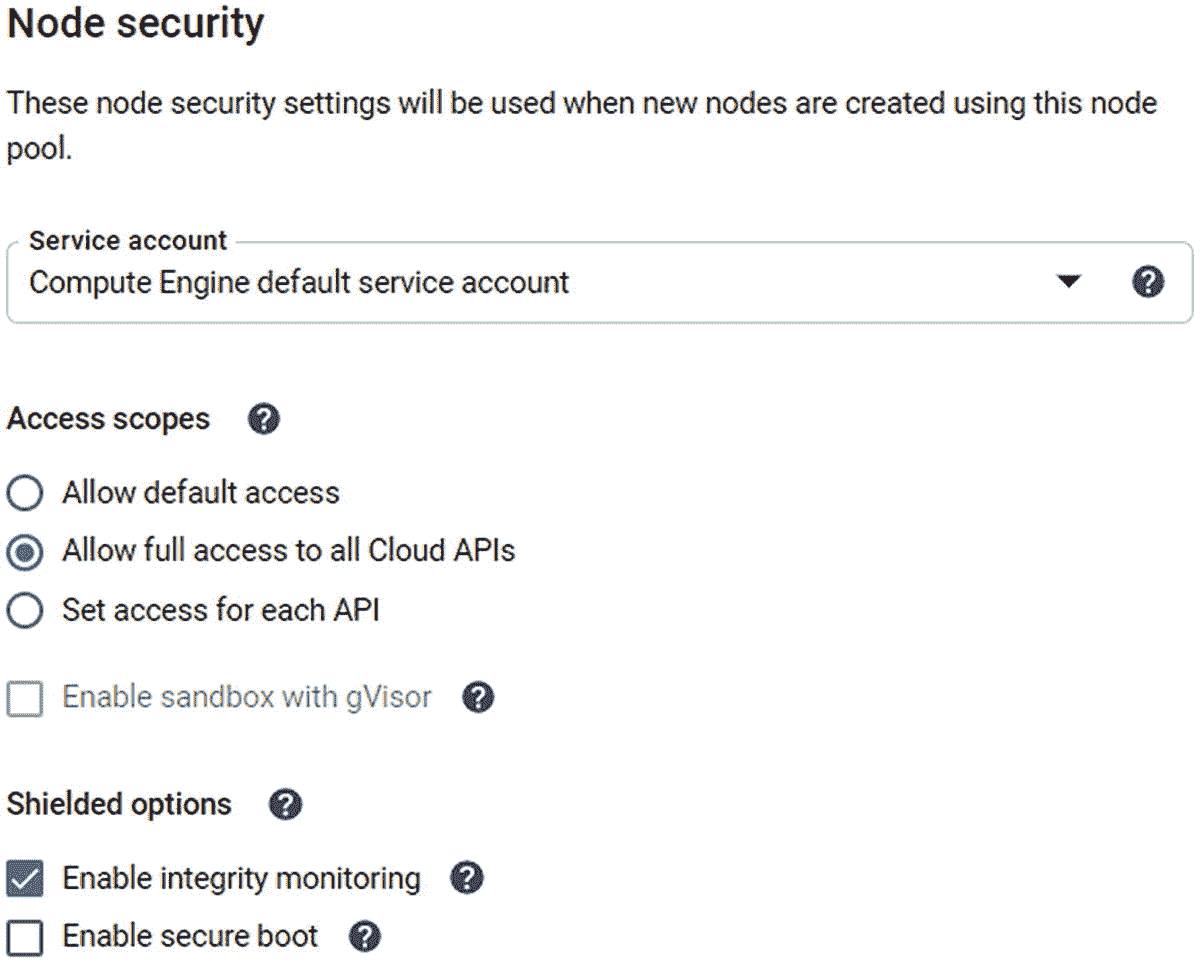 Node security
These node security settings will be used when new nodes are created using this node
pool.
Service account
Compute Engine default service account
Access scopes
Allow default access
Allow full access to all Cloud APIs
Set access for each API
Enable sandbox with gVisor
Shielded options
Enable integrity monitoring
Enable secure boot